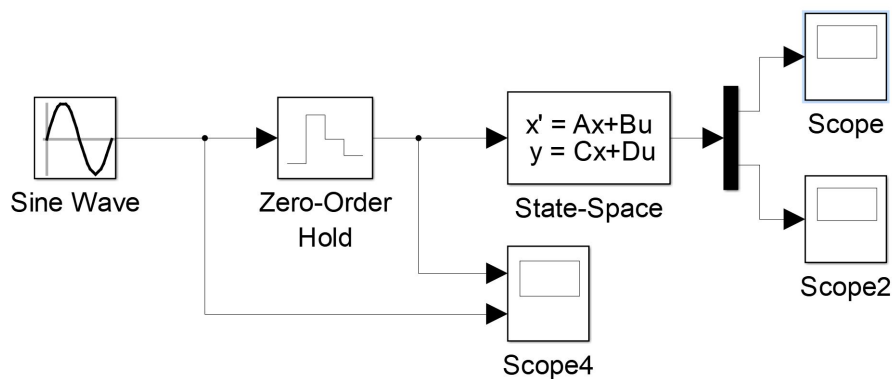 Sine Wave
Zero-Order
Hold
x' = Ax+Bu
y = Cx+Du
State-Space
Scope
Scope2
Scope4